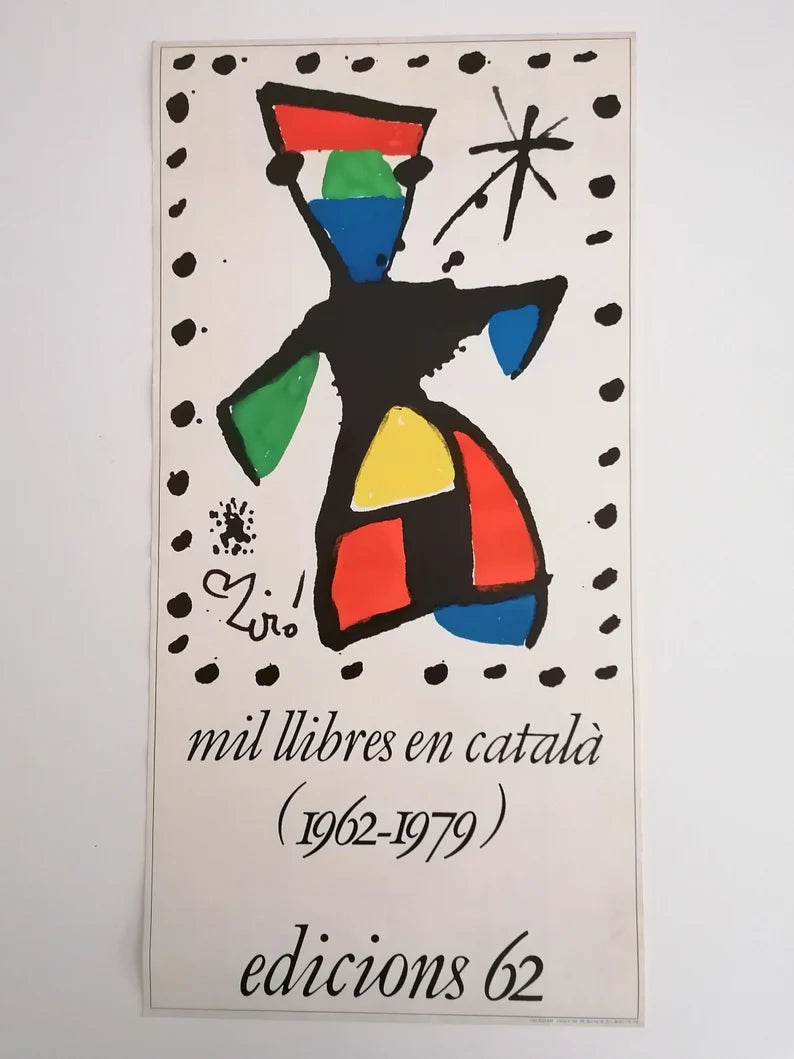 Miró!
mil llibres en català
(1962-1979)
edicions 62